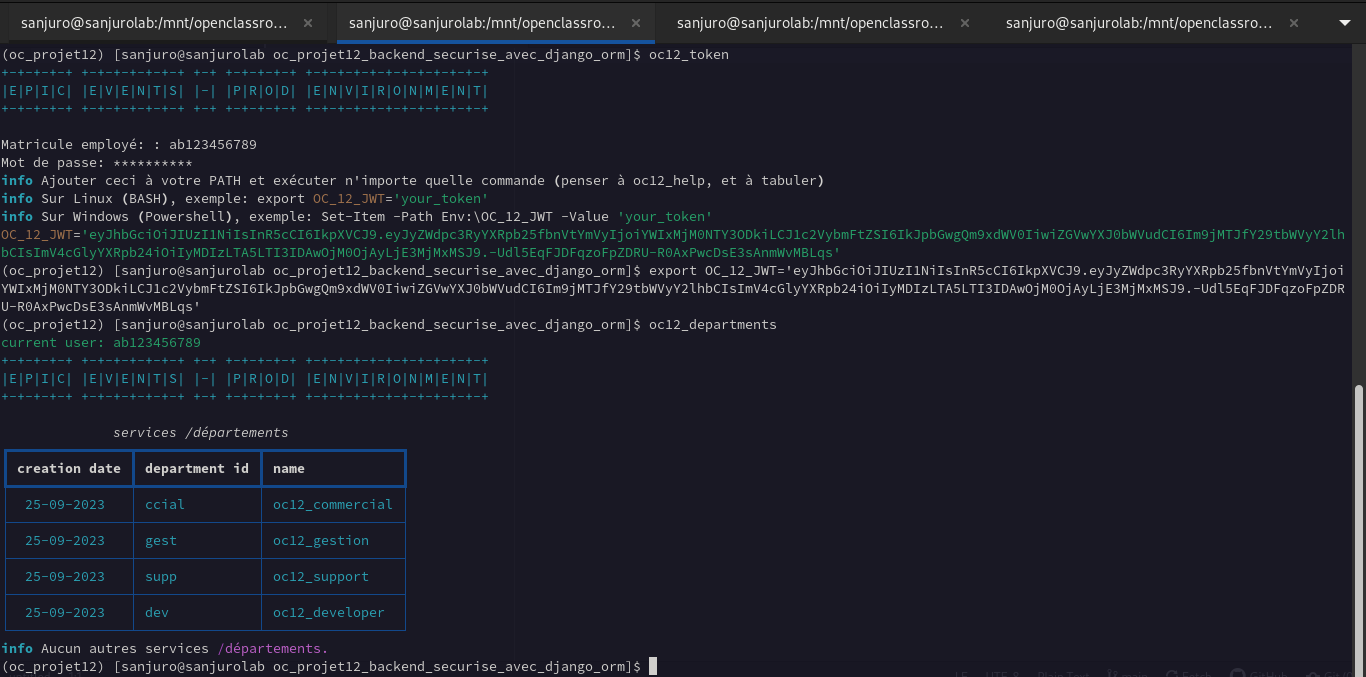 sanjuro@sanjurolab:/mnt/openclassro... × sanjuro@sanjurolab:/mnt/openclassro... × sanjuro@sanjurolab:/mnt/openclassro... × sanjuro@sanjurolab:/mnt/openclassro... ×
(oc_projet12) [sanjuro@sanjurolab oc_projet12_backend_securise_avec_django_orm]$ oc12_token
+-+-+-+-+ +-+-+-+-+-+-+ +-+ +-+-+-+-+ +-+-+-+-+-+-+-+-+-+-+-+
|E|P|I|C| |E|V|E|N|T|S| |-| |P|R|O|D| |E|N|V|I|R|O|N|M|E|N|T|
+-+-+-+-+ +-+-+-+-+-+-+ +-+ +-+-+-+-+ +-+-+-+-+-+-+-+-+-+-+-+
Matricule employé: : ab123456789
Mot de passe: **********
info Ajouter ceci à votre PATH et exécuter n'importe quelle commande (penser à oc12_help, et à tabuler)
info Sur Linux (BASH), exemple: export OC_12_JWT='your_token'
info Sur Windows (Powershell), exemple: Set-Item -Path Env:\OC_12_JWT -Value 'your_token'
OC_12_JWT='eyJhbGciOiJIUzI1NiIsInR5cCI6IkpXVCJ9.eyJyZWdpc3RyYXRpb25fbnVtYmVyIjoiYWIxMjM0NTY3ODkiLCJ1c2VybmFtZSI6IkJpbGwgQm9xdWV0IiwiZGVwYXJ0bWVudCI6Im9jMTJfY29tbWVyY2lh
bCIsImV4cGlyYXRpb24iOiIyMDIzLTA5LTI3IDAwOjM0OjAyLjE3MjMxMSJ9.-Udl5EqFJDFqzoFpZDRU-R0AxPwcDsE3sAnmWvMBLqs'
(oc_projet12) [sanjuro@sanjurolab oc_projet12_backend_securise_avec_django_orm]$ export OC_12_JWT='eyJhbGciOiJIUzI1NiIsInR5cCI6IkpXVCJ9.eyJyZWdpc3RyYXRpb25fbnVtYmVyIjoi
YWIxMjM0NTY3ODkiLCJ1c2VybmFtZSI6IkJpbGwgQm9xdWV0IiwiZGVwYXJ0bWVudCI6Im9jMTJfY29tbWVyY2lhbCIsImV4cGlyYXRpb24iOiIyMDIzLTA5LTI3IDAwOjM0OjAyLjE3MjMxMSJ9.-Udl5EqFJDFqzoFpZDR
U-R0AxPwcDsE3sAnmWvMBLqs'
(oc_projet12) [sanjuro@sanjurolab oc_projet12_backend_securise_avec_django_orm]$ oc12_departments
current user: ab123456789
+-+-+-+-+ +-+-+-+-+-+-+ +-+ +-+-+-+-+ +-+-+-+-+-+-+-+-+-+-+-+
|E|P|I|C| |E|V|E|N|T|S| |-| |P|R|O|D| |E|N|V|I|R|O|N|M|E|N|T|
+-+-+-+-+ +-+-+-+-+-+-+ +-+ +-+-+-+-+ +-+-+-+-+-+-+-+-+-+-+-+
services /départements
creation date department id name
25-09-2023 ccial oc12_commercial
25-09-2023 gest oc12_gestion
25-09-2023 supp oc12_support
25-09-2023 dev oc12_developer
info Aucun autres services /départements.
(oc_projet12) [sanjuro@sanjurolab oc_projet12_backend_securise_avec_django_orm]$